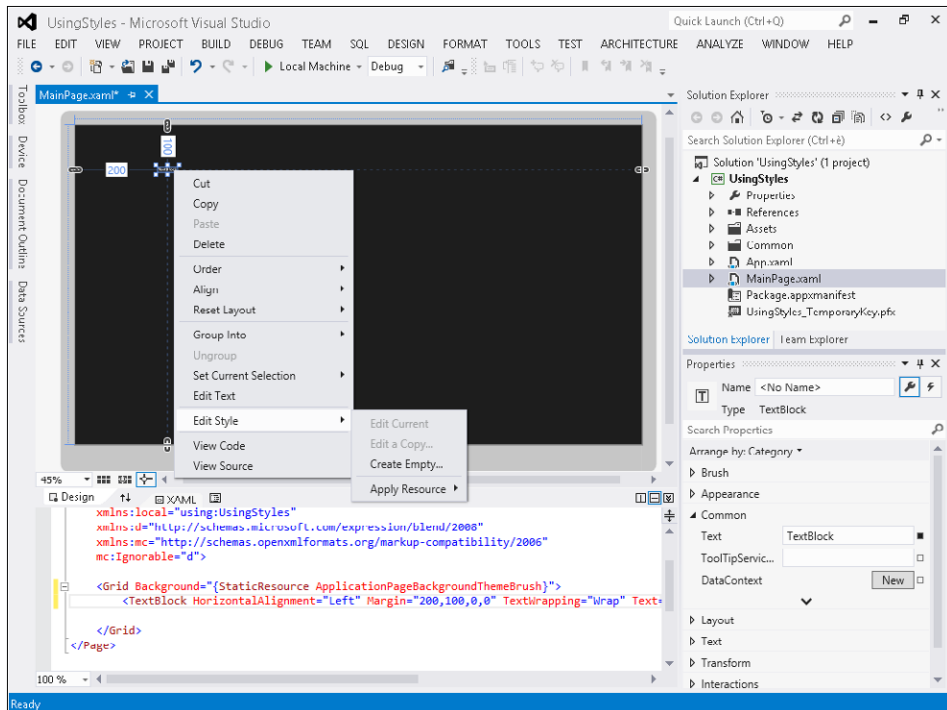 UsingStyles - Microsoft Visual Studio
Quick Launch (Ctrl+Q)
FILE EDIT VIEW PROJECT BUILD DEBUG TEAM SQL DESIGN FORMAT TOOLS TEST ARCHITECTURE ANALYZE WINDOW HELP
Local Machine Debug
Toolbox
Device
Document Outline
Data Sources
MainPage.xaml*
100
200
Cut
Copy
Paste
Delete
Order
Align
Reset Layout
Group Into
Ungroup
Set Current Selection
Edit Text
Edit Style
View Code
View Source
Edit Current
Edit a Copy...
Create Empty...
Apply Resource
45%
Design XAML
xmlns:local="using:UsingStyles"
xmlns:d="http://schemas.microsoft.com/expression/blend/2008"
xmlns:mc="http://schemas.openxmlformats.org/markup-compatibility/2006"
mc:Ignorable="d">
<Grid Background="{StaticResource ApplicationPageBackgroundThemeBrush}">
<TextBlock HorizontalAlignment="Left" Margin="200,100,0,0" TextWrapping="Wrap" Text=
</Grid>
</Page>
100 %
Solution Explorer
Search Solution Explorer (Ctrl+è)
Solution 'UsingStyles' (1 project)
C# UsingStyles
Properties
References
Assets
Common
App.xaml
MainPage.xaml
Package.appxmanifest
UsingStyles_TemporaryKey.pfx
Solution Explorer Team Explorer
Properties
Name <No Name>
Type TextBlock
Search Properties
Arrange by: Category
Brush
Appearance
Common
Text TextBlock
ToolTipServic...
DataContext New
Layout
Text
Transform
Interactions
Ready